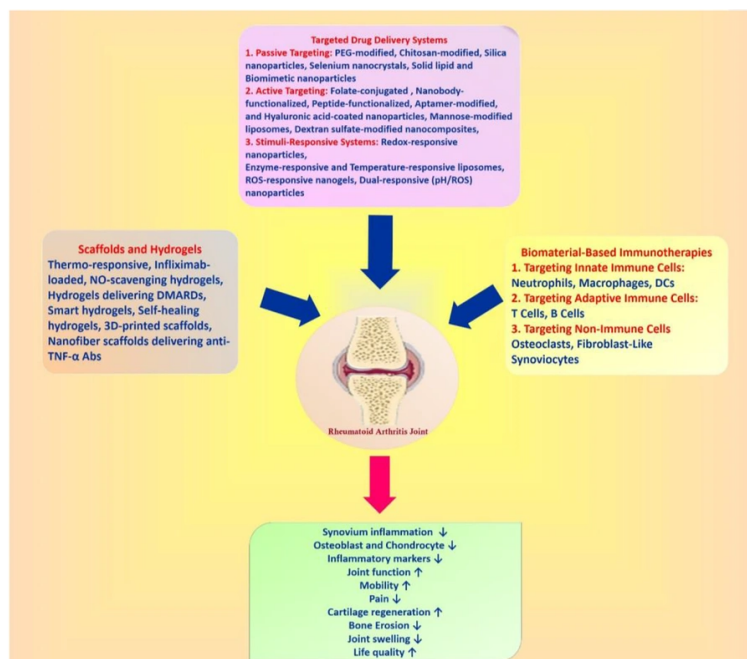 Targeted Drug Delivery Systems
1. Passive Targeting: PEG-modified, Chitosan-modified, Silica
nanoparticles, Selenium nanocrystals, Solid lipid and
Biomimetic nanoparticles
2. Active Targeting: Folate-conjugated , Nanobody-
functionalized, Peptide-functionalized, Aptamer-modified,
and Hyaluronic acid-coated nanoparticles, Mannose-modified
liposomes, Dextran sulfate-modified nanocomposites,
3. Stimuli-Responsive Systems: Redox-responsive
nanoparticles,
Enzyme-responsive and Temperature-responsive liposomes,
ROS-responsive nanogels, Dual-responsive (pH/ROS)
nanoparticles
Scaffolds and Hydrogels
Thermo-responsive, Infliximab-
loaded, NO-scavenging hydrogels,
Hydrogels delivering DMARDs,
Smart hydrogels, Self-healing
hydrogels, 3D-printed scaffolds,
Nanofiber scaffolds delivering anti-
TNF-α Abs
Biomaterial-Based Immunotherapies
1. Targeting Innate Immune Cells:
Neutrophils, Macrophages, DCs
2. Targeting Adaptive Immune Cells:
T Cells, B Cells
3. Targeting Non-Immune Cells
Osteoclasts, Fibroblast-Like
Synoviocytes
Rheumatoid Arthritis Joint
Synovium inflammation ↓
Osteoblast and Chondrocyte ↓
Inflammatory markers ↓
Joint function ↑
Mobility ↑
Pain ↓
Cartilage regeneration ↑
Bone Erosion ↓
Joint swelling ↓
Life quality ↑